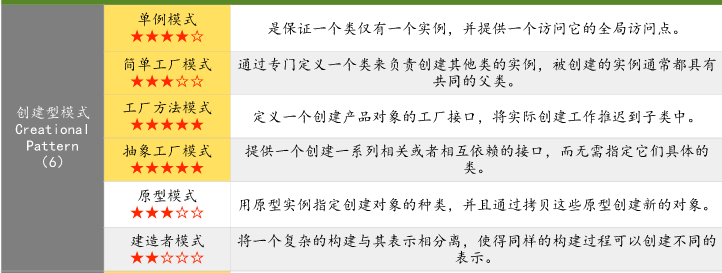 创建型模式
Creational
Pattern
（6）
单例模式
★★★★☆
是保证一个类仅有一个实例，并提供一个访问它的全局访问点。
简单工厂模式
★★★☆☆
通过专门定义一个类来负责创建其他类的实例，被创建的实例通常都具有
共同的父类。
工厂方法模式
★★★★★
定义一个创建产品对象的工厂接口，将实际创建工作推迟到子类中。
抽象工厂模式
★★★★★
提供一个创建一系列相关或者相互依赖的接口，而无需指定它们具体的
类。
原型模式
★★★☆☆
用原型实例指定创建对象的种类，并且通过拷贝这些原型创建新的对象。
建造者模式
★★☆☆☆
将一个复杂的构建与其表示相分离，使得同样的构建过程可以创建不同的
表示。